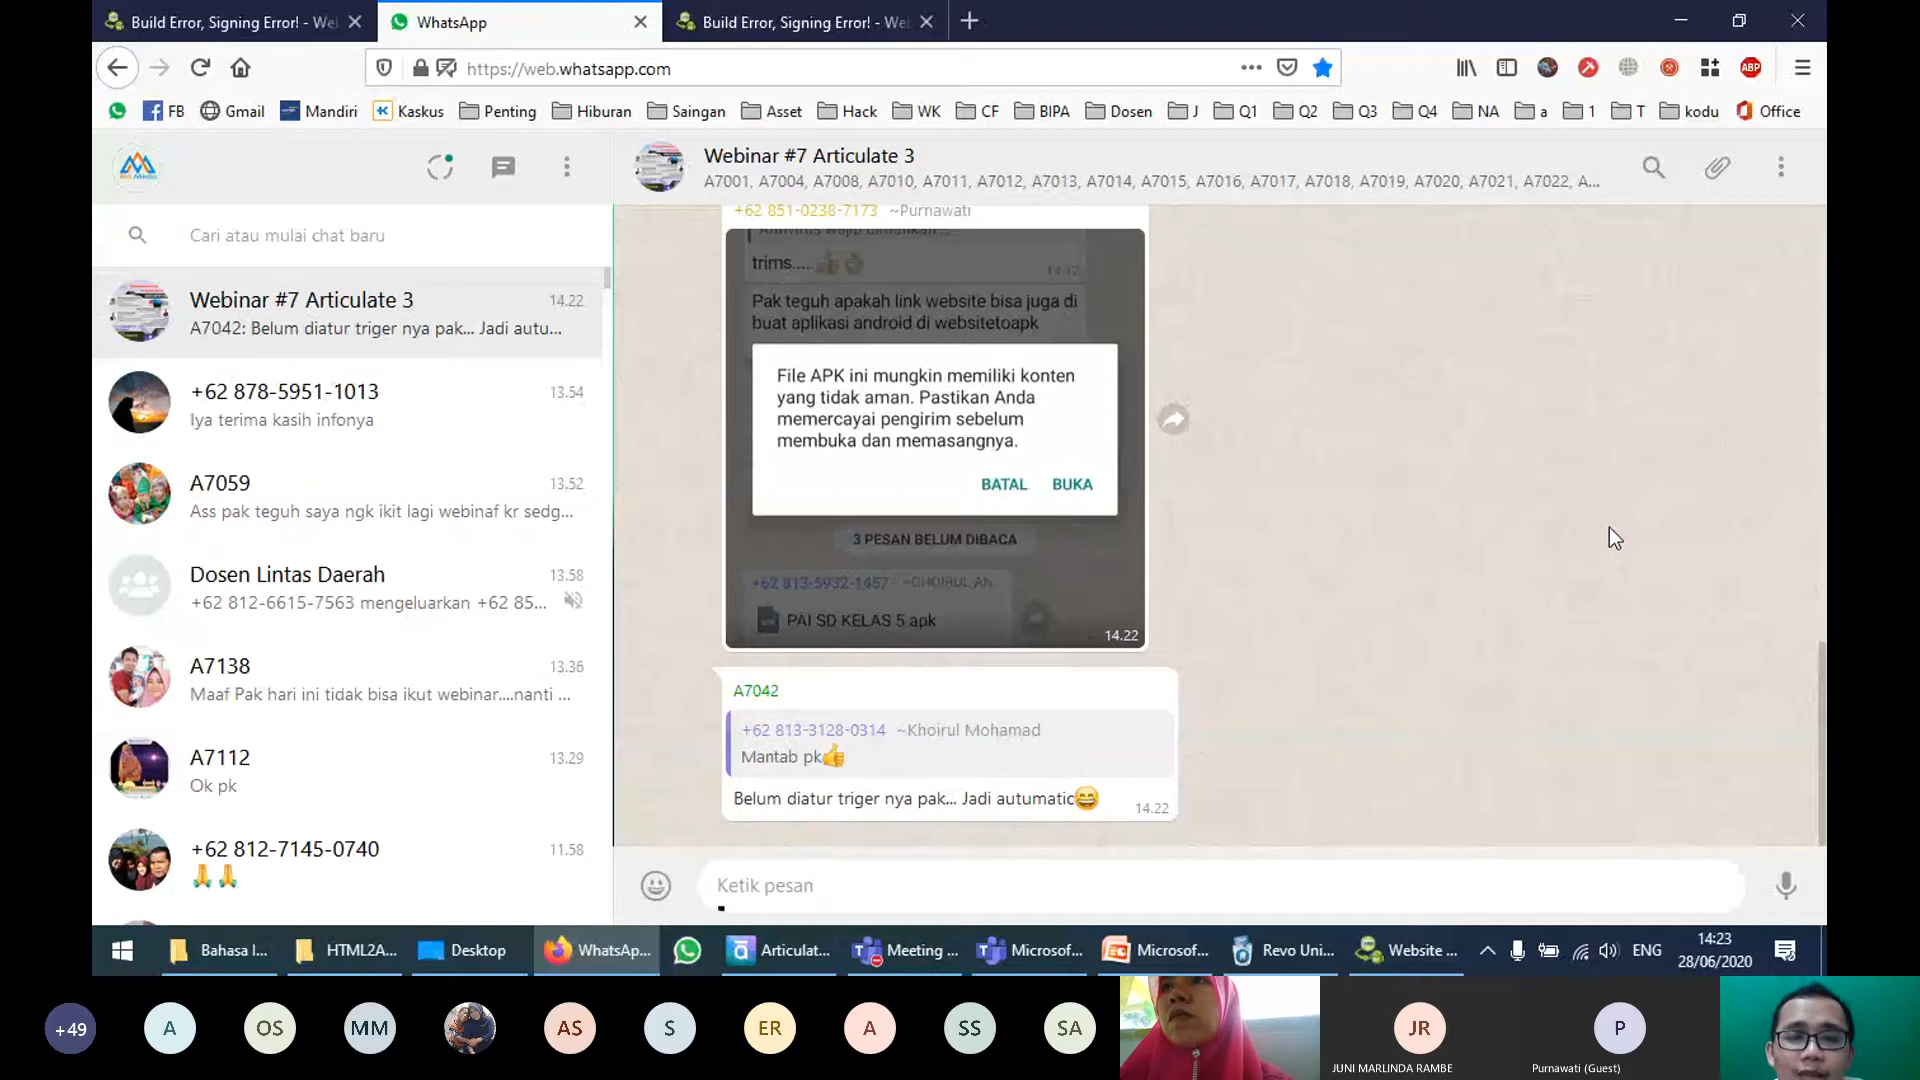 Build Error, Signing Error! - We
WhatsApp
Build Error, Signing Error! - We
https://web.whatsapp.com
ABP
FB
Gmail
Mandiri
Kaskus
Penting
Hiburan
Saingan
Asset
Hack
WK
CF
BIPA
Dosen
J
Q1
Q2
Q3
Q4
NA
a
1
T
kodu
Office
Webinar #7 Articulate 3
A7001, A7004, A7008, A7010, A7011, A7012, A7013, A7014, A7015, A7016, A7017, A7018, A7019, A7020, A7021, A7022, A...
Cari atau mulai chat baru
Webinar #7 Articulate 3
14.22
A7042: Belum diatur triger nya pak... Jadi autu...
+62 878-5951-1013
13.54
Iya terima kasih infonya
A7059
13.52
Ass pak teguh saya ngk ikit lagi webinaf kr sedg...
Dosen Lintas Daerah
13.58
+62 812-6615-7563 mengeluarkan +62 85...
A7138
13.36
Maaf Pak hari ini tidak bisa ikut webinar....nanti ...
A7112
13.29
Ok pk
+62 812-7145-0740
11.58
🙏🙏
+62 851-0238-7173 ~Purnawati
Antivirus wajib dimatikan...
trims.....👍👌
14.12
Pak teguh apakah link website bisa juga di
buat aplikasi android di websitetoapk
File APK ini mungkin memiliki konten
yang tidak aman. Pastikan Anda
memercayai pengirim sebelum
membuka dan memasangnya.
BATAL
BUKA
3 PESAN BELUM DIBACA
+62 813-5932-1457 ~CHOIRUL AN
PAI SD KELAS 5 apk
14.22
A7042
+62 813-3128-0314 ~Khoirul Mohamad
Mantab pk👍
Belum diatur triger nya pak... Jadi autumatic😄
14.22
Ketik pesan
Bahasa I...
HTML2A...
Desktop
WhatsAp...
Articulat...
Meeting ...
Microsof...
Microsof...
Revo Uni...
Website ...
ENG
14:23
28/06/2020
+49
A
OS
MM
AS
S
ER
A
SS
SA
JR
JUNI MARLINDA RAMBE
P
Purnawati (Guest)